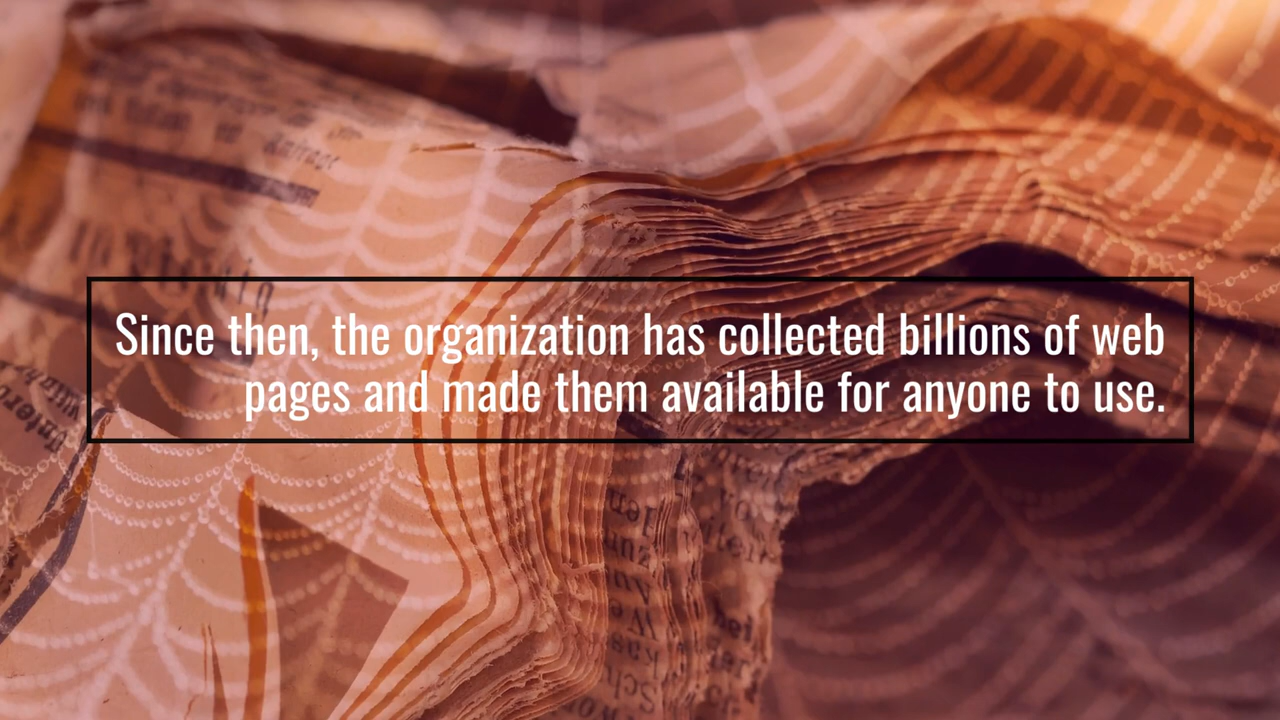 Since then, the organization has collected billions of web
pages and made them available for anyone to use.